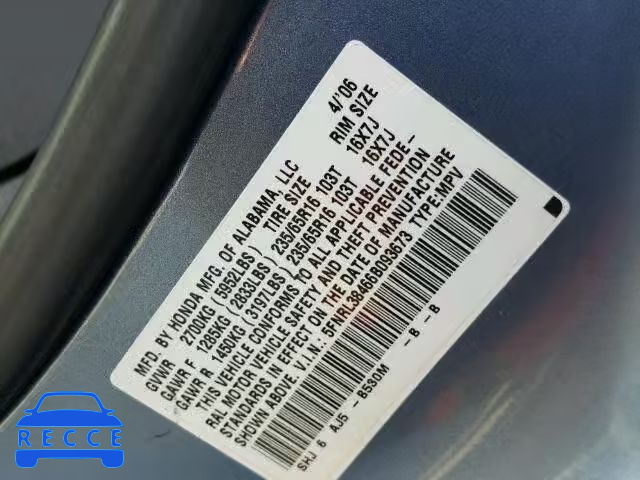 MFD. BY HONDA MFG. OF ALABAMA, LLC 4/'06
GVWR 2700KG (5952LBS) TIRE SIZE RIM SIZE
GAWR F 1285KG (2833LBS) 235/65R16 103T 16X7J
GAWR R 1450KG (3197LBS) 235/65R16 103T 16X7J
THIS VEHICLE CONFORMS TO ALL APPLICABLE FEDE-
RAL MOTOR VEHICLE SAFETY AND THEFT PREVENTION
STANDARDS IN EFFECT ON THE DATE OF MANUFACTURE
SHOWN ABOVE. V.I.N.: 5FNRL38466B093573 TYPE:MPV
SHJ 6 AJ5- B530M - B - B
RECCE